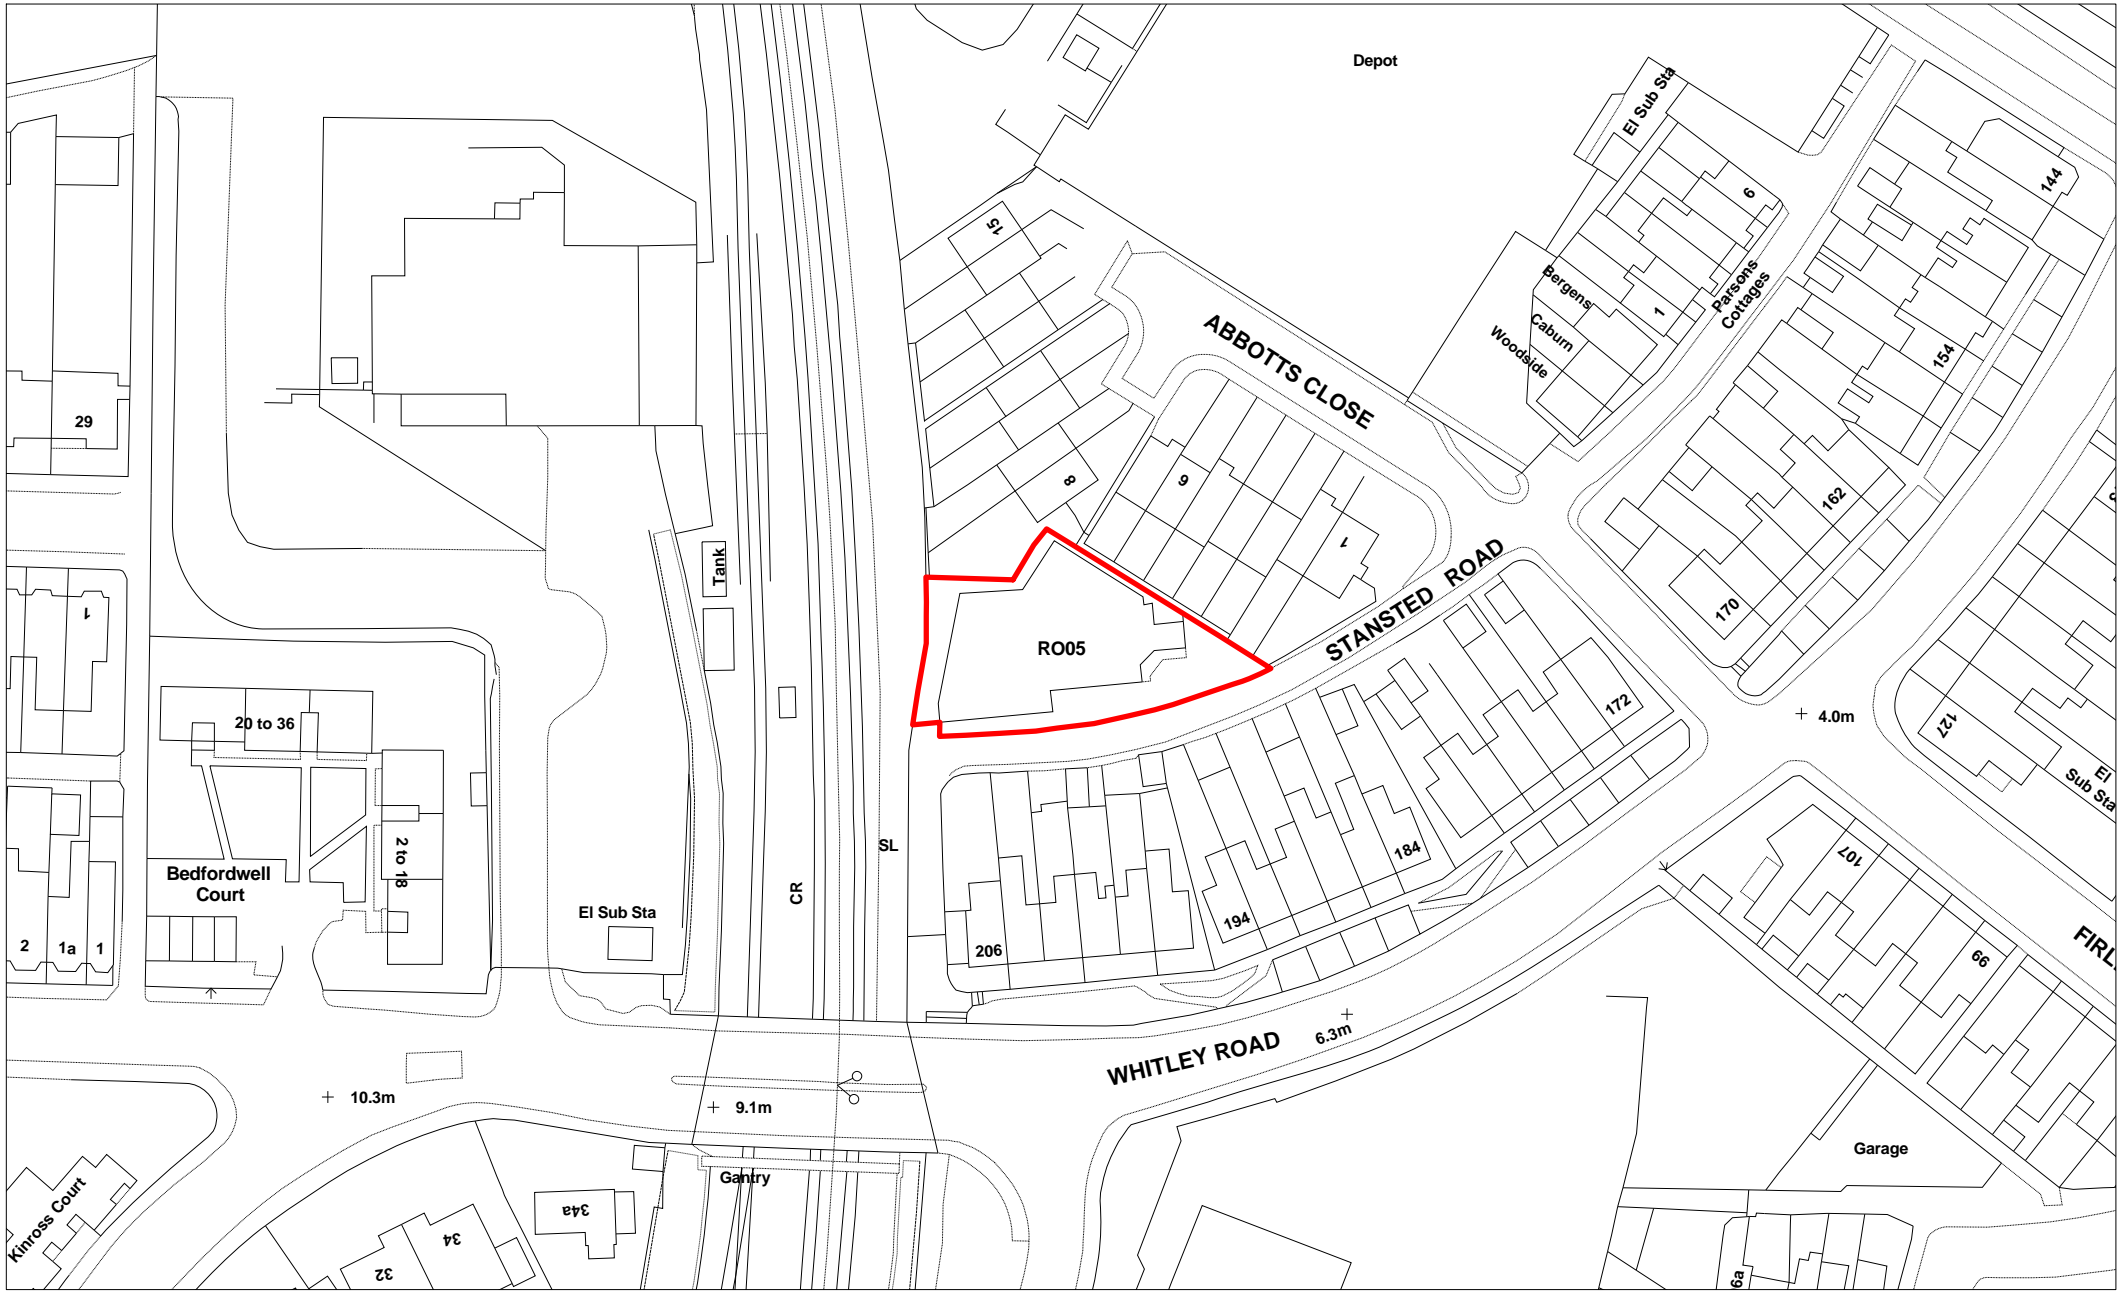 Depot
El Sub Sta
144
6
15
Parsons
Cottages
Bergens
1
Caburn
Woodside
ABBOTTS CLOSE
154
29
8
9
162
1
STANSTED ROAD
Tank
170
1
RO05
172
4.0m
127
El
Sub Sta
20 to 36
2 to 18
SL
184
107
Bedfordwell
Court
CR
El Sub Sta
194
206
2
1a
1
99
WHITLEY ROAD
6.3m
10.3m
9.1m
Garage
Gantry
Kinross Court
34a
34
32